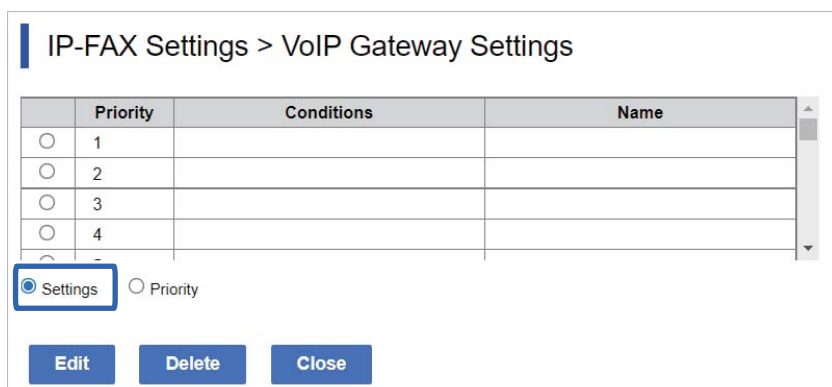 IP-FAX Settings > VoIP Gateway Settings
Priority Conditions Name
1
2
3
4
Settings Priority
Edit Delete Close